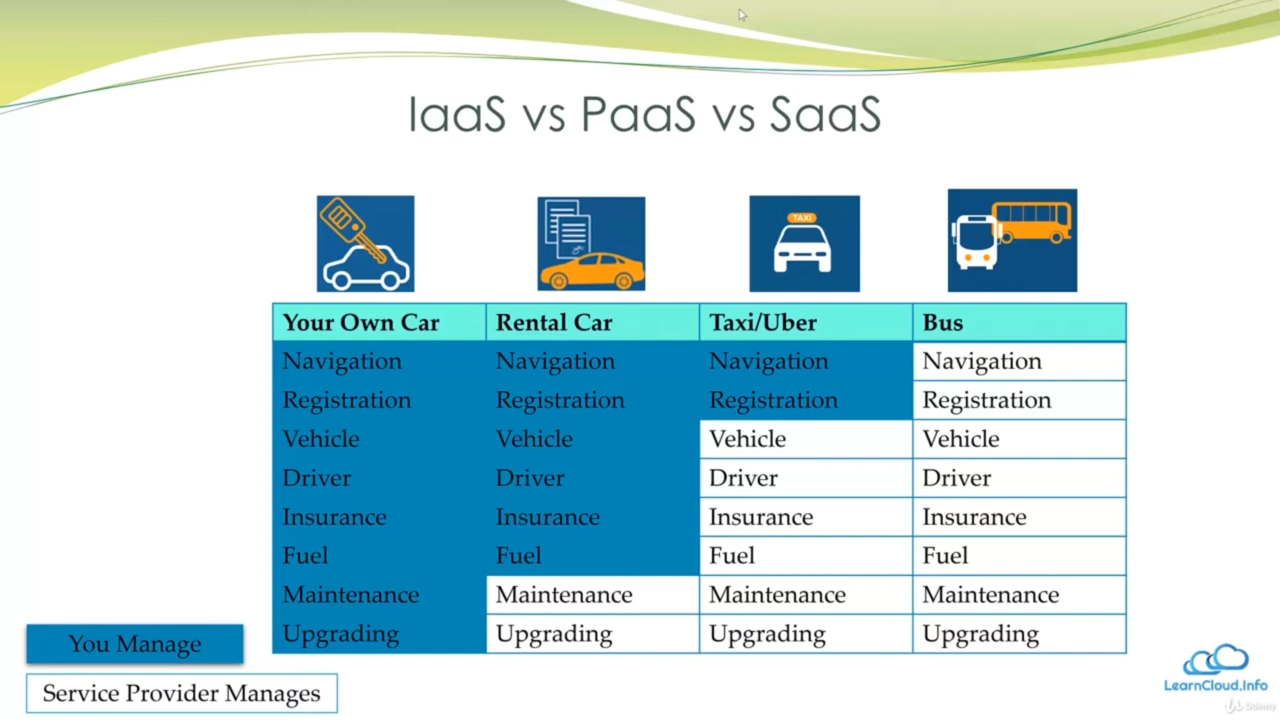 IaaS vs PaaS vs SaaS
TAXI
Your Own Car Rental Car Taxi/Uber Bus
Navigation Navigation Navigation Navigation
Registration Registration Registration Registration
Vehicle Vehicle Vehicle Vehicle
Driver Driver Driver Driver
Insurance Insurance Insurance Insurance
Fuel Fuel Fuel Fuel
Maintenance Maintenance Maintenance Maintenance
Upgrading Upgrading Upgrading Upgrading
You Manage
Service Provider Manages
LearnCloud.Info
Udemy